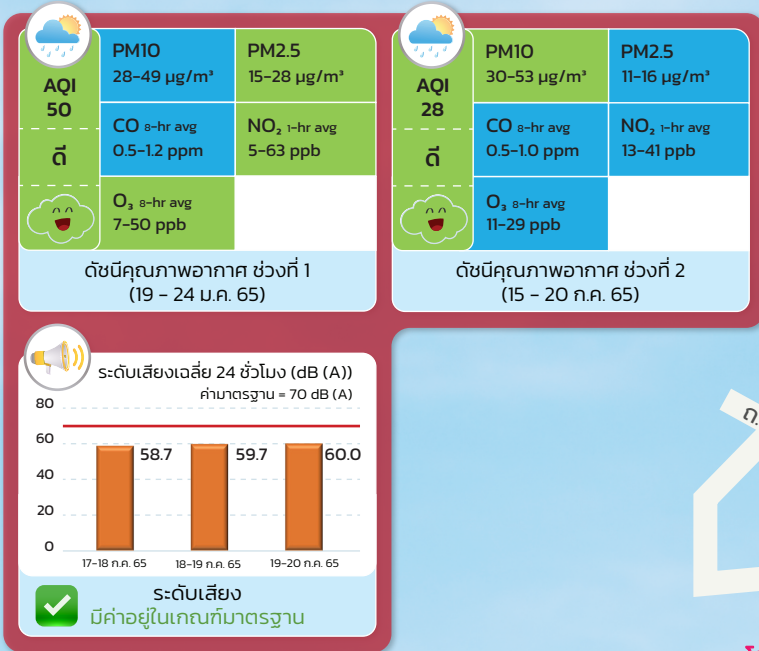 AQI
50
ดี
PM10
28-49 µg/m³
PM2.5
15-28 µg/m³
CO 8-hr avg
0.5-1.2 ppm
NO₂ 1-hr avg
5-63 ppb
O₃ 8-hr avg
7-50 ppb
ดัชนีคุณภาพอากาศ ช่วงที่ 1
(19 - 24 ม.ค. 65)
AQI
28
ดี
PM10
30-53 µg/m³
PM2.5
11-16 µg/m³
CO 8-hr avg
0.5-1.0 ppm
NO₂ 1-hr avg
13-41 ppb
O₃ 8-hr avg
11-29 ppb
ดัชนีคุณภาพอากาศ ช่วงที่ 2
(15 - 20 ก.ค. 65)
ระดับเสียงเฉลี่ย 24 ชั่วโมง (dB (A))
ค่ามาตรฐาน = 70 dB (A)
80
60
40
20
0
58.7
59.7
60.0
17-18 ก.ค. 65
18-19 ก.ค. 65
19-20 ก.ค. 65
ระดับเสียง
มีค่าอยู่ในเกณฑ์มาตรฐาน